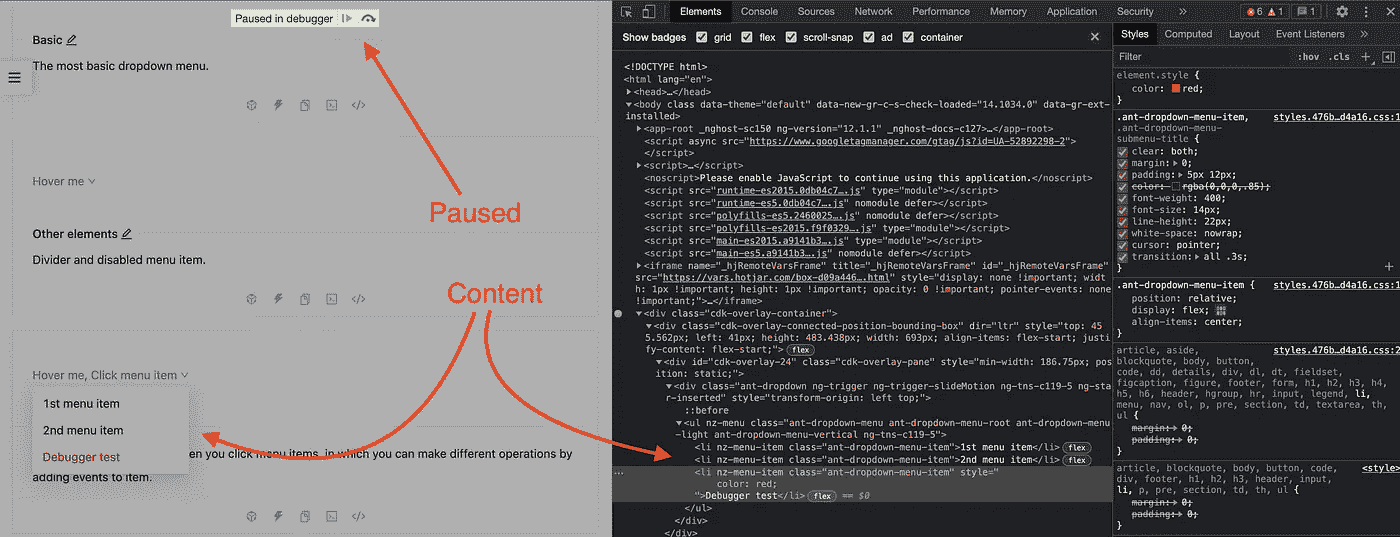 Paused in debugger
Basic
The most basic dropdown menu.
Hover me
Paused
Other elements
Divider and disabled menu item.
Content
Hover me, Click menu item
1st menu item
2nd menu item
Debugger test
en you click menu items, in which you can make different operations by
adding events to item.
Elements Console Sources Network Performance Memory Application Security » 6 1 1
Show badges grid flex scroll-snap ad container
<!DOCTYPE html>
<html lang="en">
<head>…</head>
<body class data-theme="default" data-new-gr-c-s-check-loaded="14.1034.0" data-gr-ext-
installed>
<app-root _nghost-sc150 ng-version="12.1.1" _nghost-docs-c127>…</app-root>
<script async src="https://www.googletagmanager.com/gtag/js?id=UA-52892298-2">
</script>
<script>…</script>
<noscript>Please enable JavaScript to continue using this application.</noscript>
<script src="runtime-es2015.0db04c7….js" type="module"></script>
<script src="runtime-es5.0db04c7….js" nomodule defer></script>
<script src="polyfills-es5.2460025….js" nomodule defer></script>
<script src="polyfills-es2015.f9f0329….js" type="module"></script>
<script src="main-es2015.a9141b3….js" type="module"></script>
<script src="main-es5.a9141b3….js" nomodule defer></script>
<iframe name="_hjRemoteVarsFrame" title="_hjRemoteVarsFrame" id="_hjRemoteVarsFrame"
src="https://vars.hotjar.com/box-d09a446….html" style="display: none !important; widt
h: 1px !important; height: 1px !important; opacity: 0 !important; pointer-events: none
!important;">…</iframe>
<div class="cdk-overlay-container">
<div class="cdk-overlay-connected-position-bounding-box" dir="ltr" style="top: 45
5.562px; left: 41px; height: 483.438px; width: 693px; align-items: flex-start; justi
fy-content: flex-start;"> flex
<div id="cdk-overlay-24" class="cdk-overlay-pane" style="min-width: 186.75px; po
sition: static;">
<div class="ant-dropdown ng-trigger ng-trigger-slideMotion ng-tns-c119-5 ng-sta
r-inserted" style="transform-origin: left top;">
::before
<ul nz-menu class="ant-dropdown-menu ant-dropdown-menu-root ant-dropdown-menu
-light ant-dropdown-menu-vertical ng-tns-c119-5">
<li nz-menu-item class="ant-dropdown-menu-item">1st menu item</li> flex
<li nz-menu-item class="ant-dropdown-menu-item">2nd menu item</li> flex
<li nz-menu-item class="ant-dropdown-menu-item" style="
color: red;
">Debugger test</li> flex == $0
</ul>
</div>
</div>
Styles Computed Layout Event Listeners »
Filter :hov .cls +
element.style {
color: red;
}
.ant-dropdown-menu-item, styles.476b…d4a16.css:1
.ant-dropdown-menu-
submenu-title {
clear: both;
margin: 0;
padding: 5px 12px;
color: rgba(0,0,0,.85);
font-weight: 400;
font-size: 14px;
line-height: 22px;
white-space: nowrap;
cursor: pointer;
transition: all .3s;
}
.ant-dropdown-menu-item { styles.476b…d4a16.css:1
position: relative;
display: flex;
align-items: center;
}
article, aside, styles.476b…d4a16.css:2
blockquote, body, button,
code, dd, details, div, dl, dt, fieldset,
figcaption, figure, footer, form, h1, h2, h3, h4,
h5, h6, header, hgroup, hr, input, legend, li,
menu, nav, ol, p, pre, section, td, textarea, th,
ul {
margin: 0;
padding: 0;
}
article, blockquote, body, button, code, <style>
div, dl, dt, footer, h1, h2, h3, header, input,
li, p, pre, section, td, th, ul {
margin: 0;
padding: 0;
}